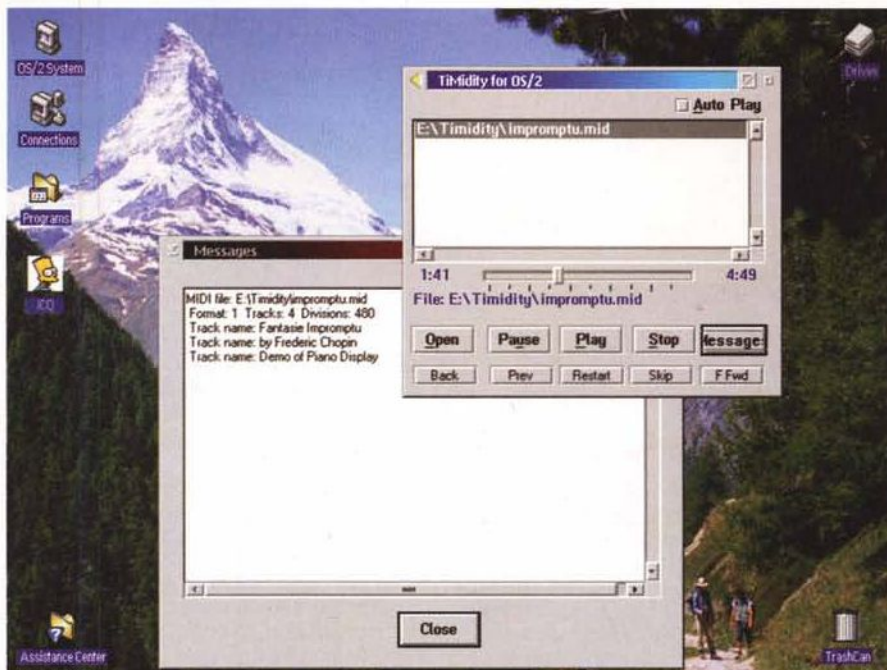 OS/2 System
Connections
Programs
ICQ
Assistance Center
Drives
TrashCan
TiMidity for OS/2
Auto Play
E:\Timidity\impromptu.mid
1:41
4:49
File: E:\Timidity\impromptu.mid
Open
Pause
Play
Stop
Message
Back
Prev
Restart
Skip
F Fwd
Messages
MIDI file: E:\Timidity\impromptu.mid
Format: 1 Tracks: 4 Divisions: 480
Track name: Fantasie Impromptu
Track name: by Frederic Chopin
Track name: Demo of Piano Display
Close